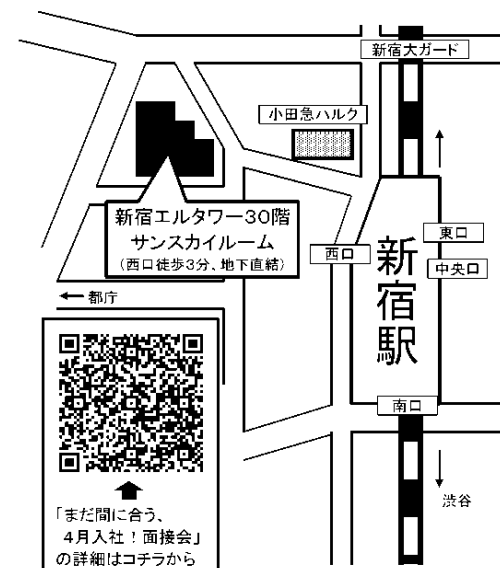 新宿大ガード
小田急ハルク
新宿エルタワー30階
サンスカイルーム
(西口徒歩3分、地下直結)
西口
東口
中央口
新宿駅
←都庁
南口
渋谷
「まだ間に合う、
4月入社！面接会」
の詳細はコチラから